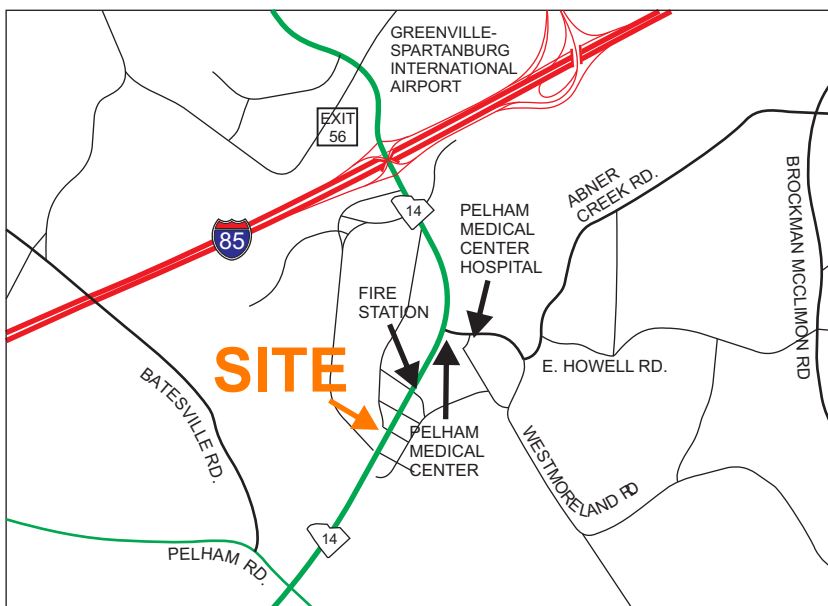 GREENVILLE-
SPARTANBURG
INTERNATIONAL
AIRPORT
EXIT
56
ABNER
CREEK RD.
BROCKMAN MCCLIMON RD
14
PELHAM
MEDICAL
CENTER
HOSPITAL
85
FIRE
STATION
SITE
E. HOWELL RD.
BATESVILLE RD.
PELHAM
MEDICAL
CENTER
WESTMORELAND RD
14
PELHAM RD.